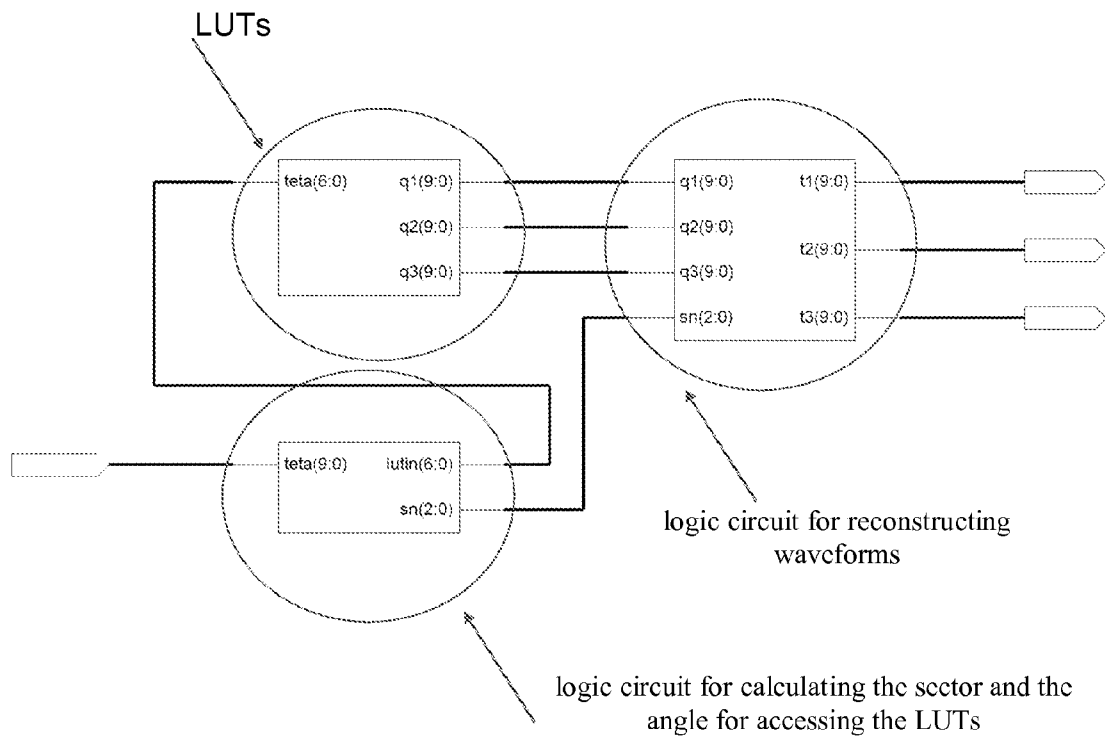 LUTs
teta(6:0) q1(9:0)
q2(9:0)
q3(9:0)
q1(9:0) t1(9:0)
q2(9:0)
t2(9:0)
q3(9:0)
sn(2:0) t3(9:0)
teta(9:0) lutin(6:0)
sn(2:0)
logic circuit for reconstructing
waveforms
logic circuit for calculating the sector and the
angle for accessing the LUTs